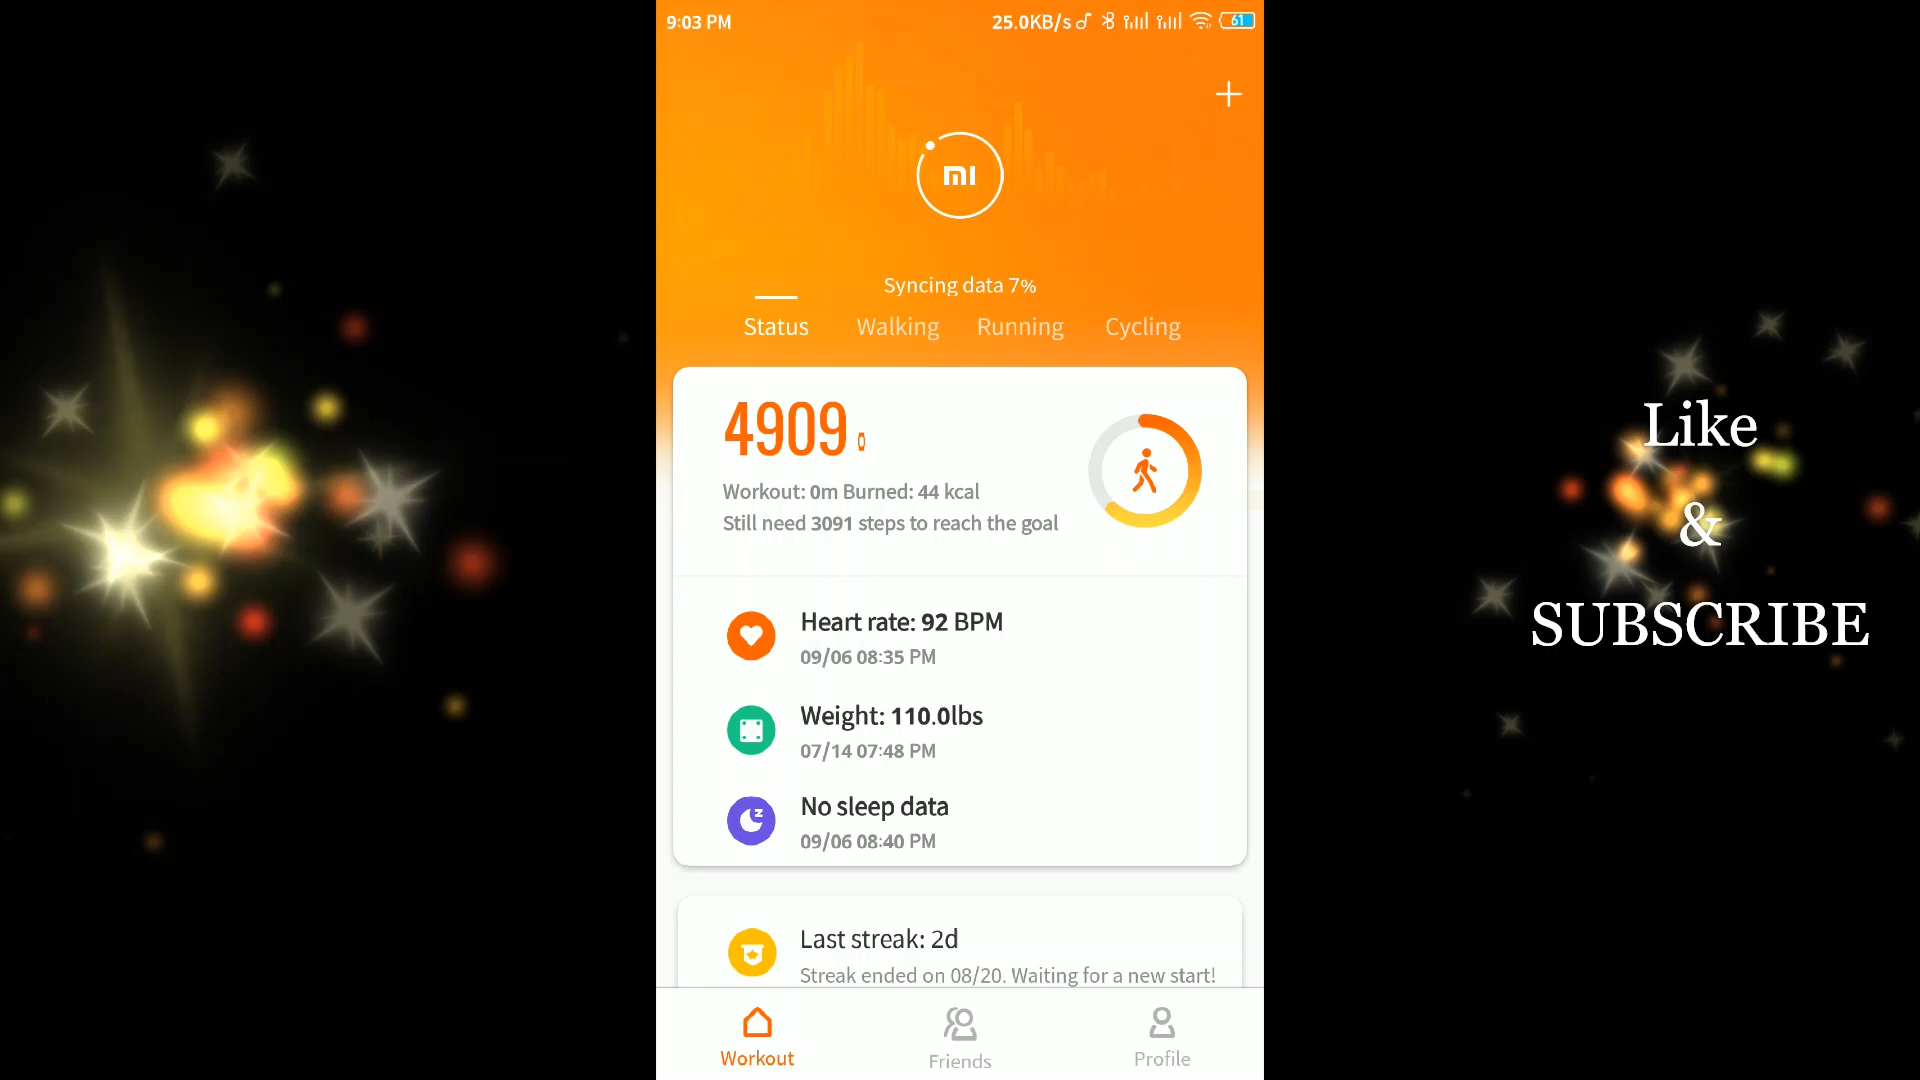 9:03 PM
25.0KB/s
61
mi
Syncing data 7%
Status Walking Running Cycling
4909
Workout: 0m Burned: 44 kcal
Still need 3091 steps to reach the goal
Heart rate: 92 BPM
09/06 08:35 PM
Weight: 110.0lbs
07/14 07:48 PM
No sleep data
09/06 08:40 PM
Last streak: 2d
Streak ended on 08/20. Waiting for a new start!
Workout Friends Profile
Like
&
SUBSCRIBE